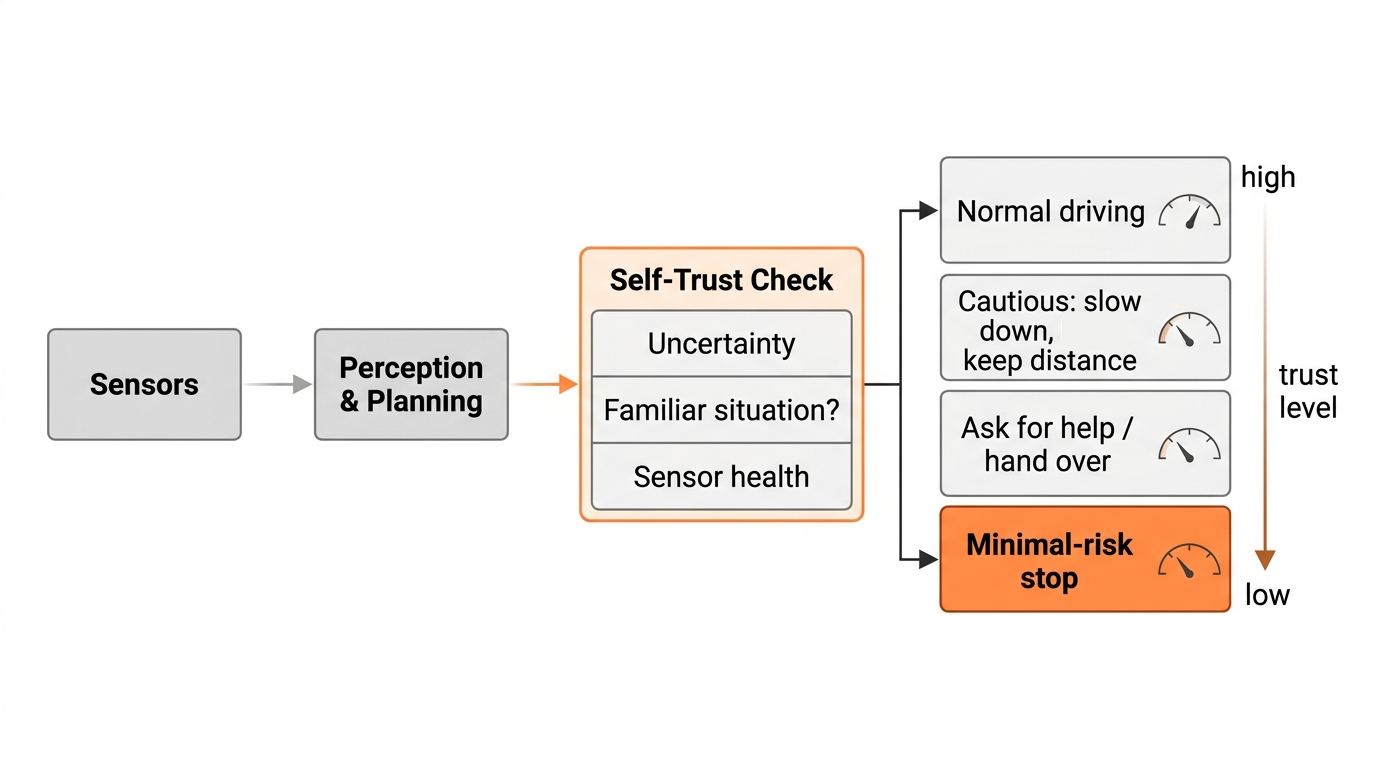 Sensors
Perception
& Planning
Self-Trust Check
Uncertainty
Familiar situation?
Sensor health
Normal driving
Cautious: slow
down,
keep distance
Ask for help /
hand over
Minimal-risk
stop
high
trust
level
low